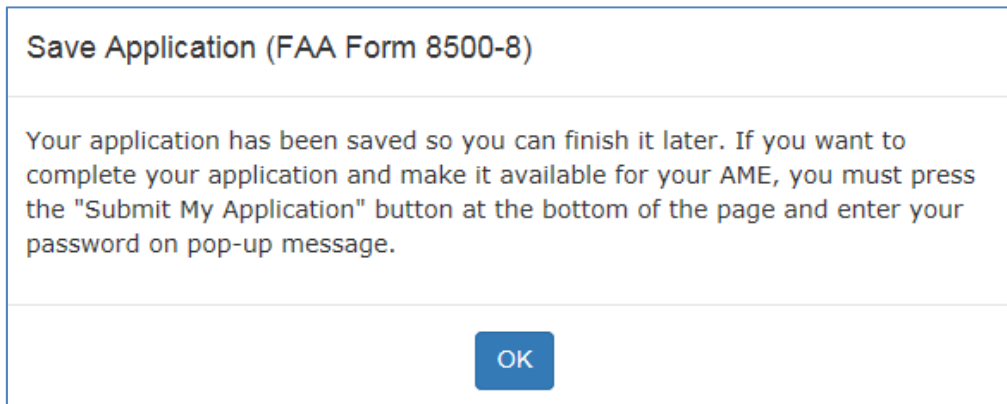 Save Application (FAA Form 8500-8)
Your application has been saved so you can finish it later. If you want to
complete your application and make it available for your AME, you must press
the "Submit My Application" button at the bottom of the page and enter your
password on pop-up message.
OK